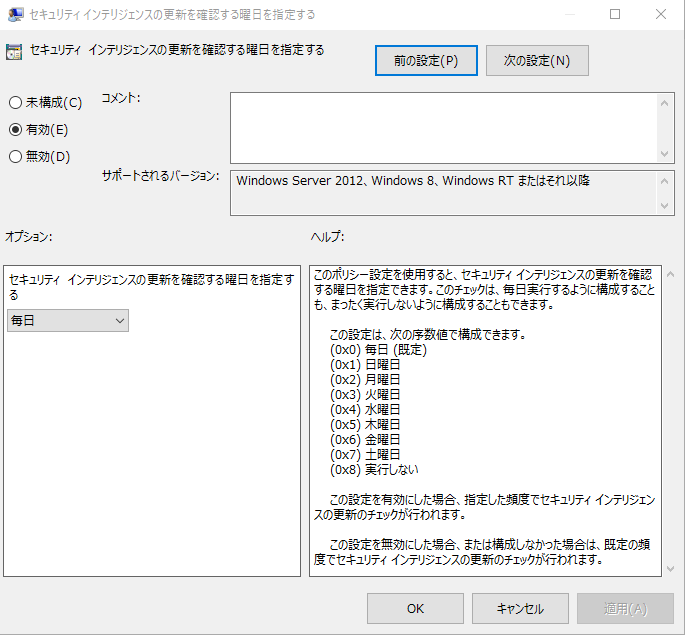 セキュリティ インテリジェンスの更新を確認する曜日を指定する
セキュリティ インテリジェンスの更新を確認する曜日を指定する
前の設定(P)
次の設定(N)
未構成(C)
有効(E)
無効(D)
コメント:
サポートされるバージョン:
Windows Server 2012、Windows 8、Windows RT またはそれ以降
オプション:
ヘルプ:
セキュリティ インテリジェンスの更新を確認する曜日を指定す
る
毎日
このポリシー設定を使用すると、セキュリティ インテリジェンスの更新を確認
する曜日を指定できます。このチェックは、毎日実行するように構成すること
も、まったく実行しないように構成することもできます。
この設定は、次の序数値で構成できます。
(0x0) 毎日 (既定)
(0x1) 日曜日
(0x2) 月曜日
(0x3) 火曜日
(0x4) 水曜日
(0x5) 木曜日
(0x6) 金曜日
(0x7) 土曜日
(0x8) 実行しない
この設定を有効にした場合、指定した頻度でセキュリティ インテリジェン
スの更新のチェックが行われます。
この設定を無効にした場合、または構成しなかった場合は、既定の頻
度でセキュリティ インテリジェンスの更新のチェックが行われます。
OK
キャンセル
適用(A)